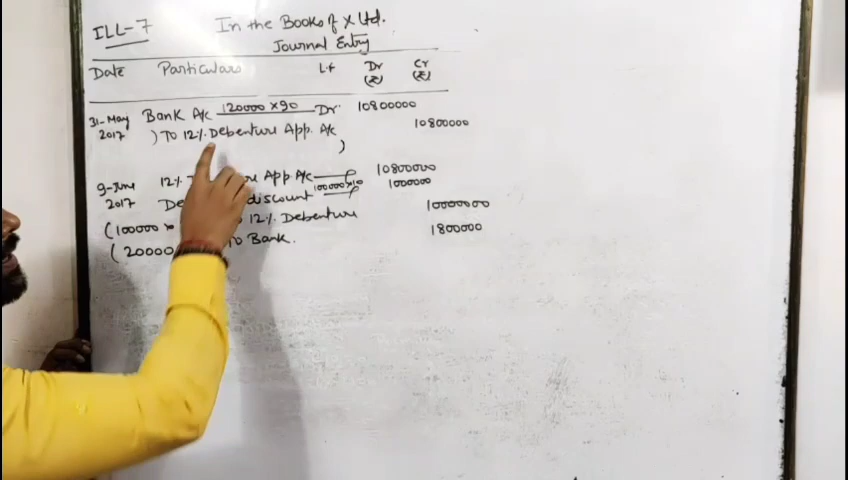 ILL-7 In the Books of X Ltd.
Journal Entry
Date Particulars Lf Dr (₹) Cr (₹)
31-May 2017 Bank A/c 120000 x 90 Dr. 10800000
) To 12% Debenture App. A/c 10800000
)
9-June 2017 12% App A/c 10800000
discount 100000 x 10 1000000
(100000 x 12% Debenture 10000000
(20000 To Bank. 1800000